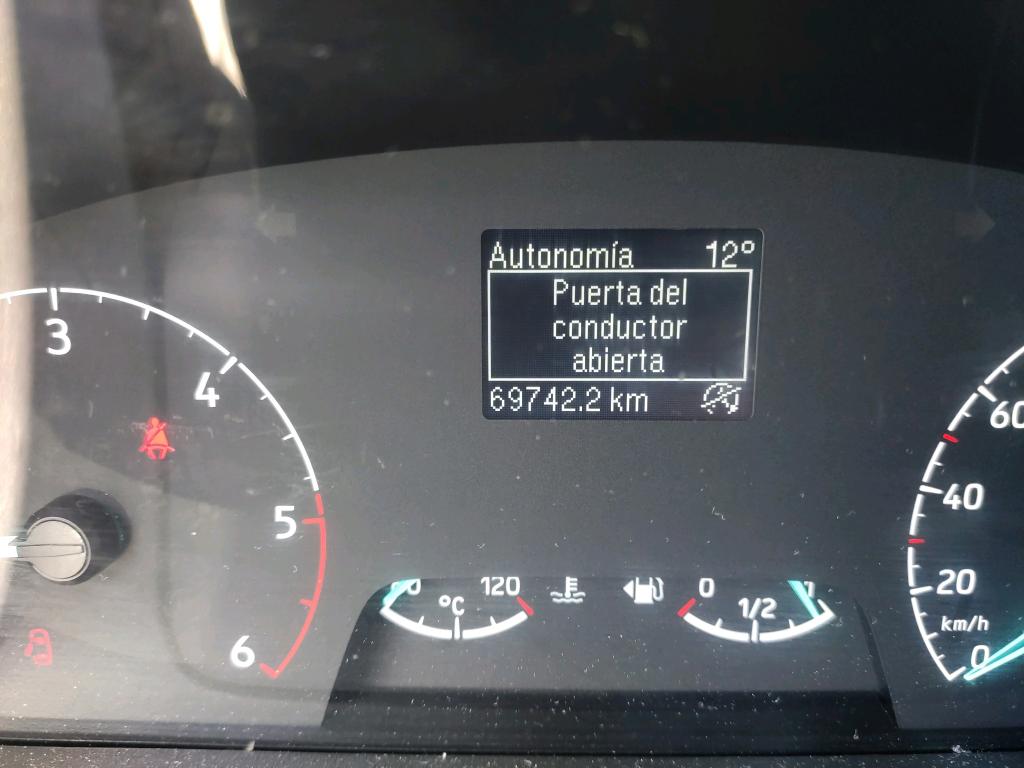 Autonomía 12°
Puerta del
conductor
abierta
69742.2 km
3
4
5
6
120
°C
0
1/2
60
40
20
km/h
0